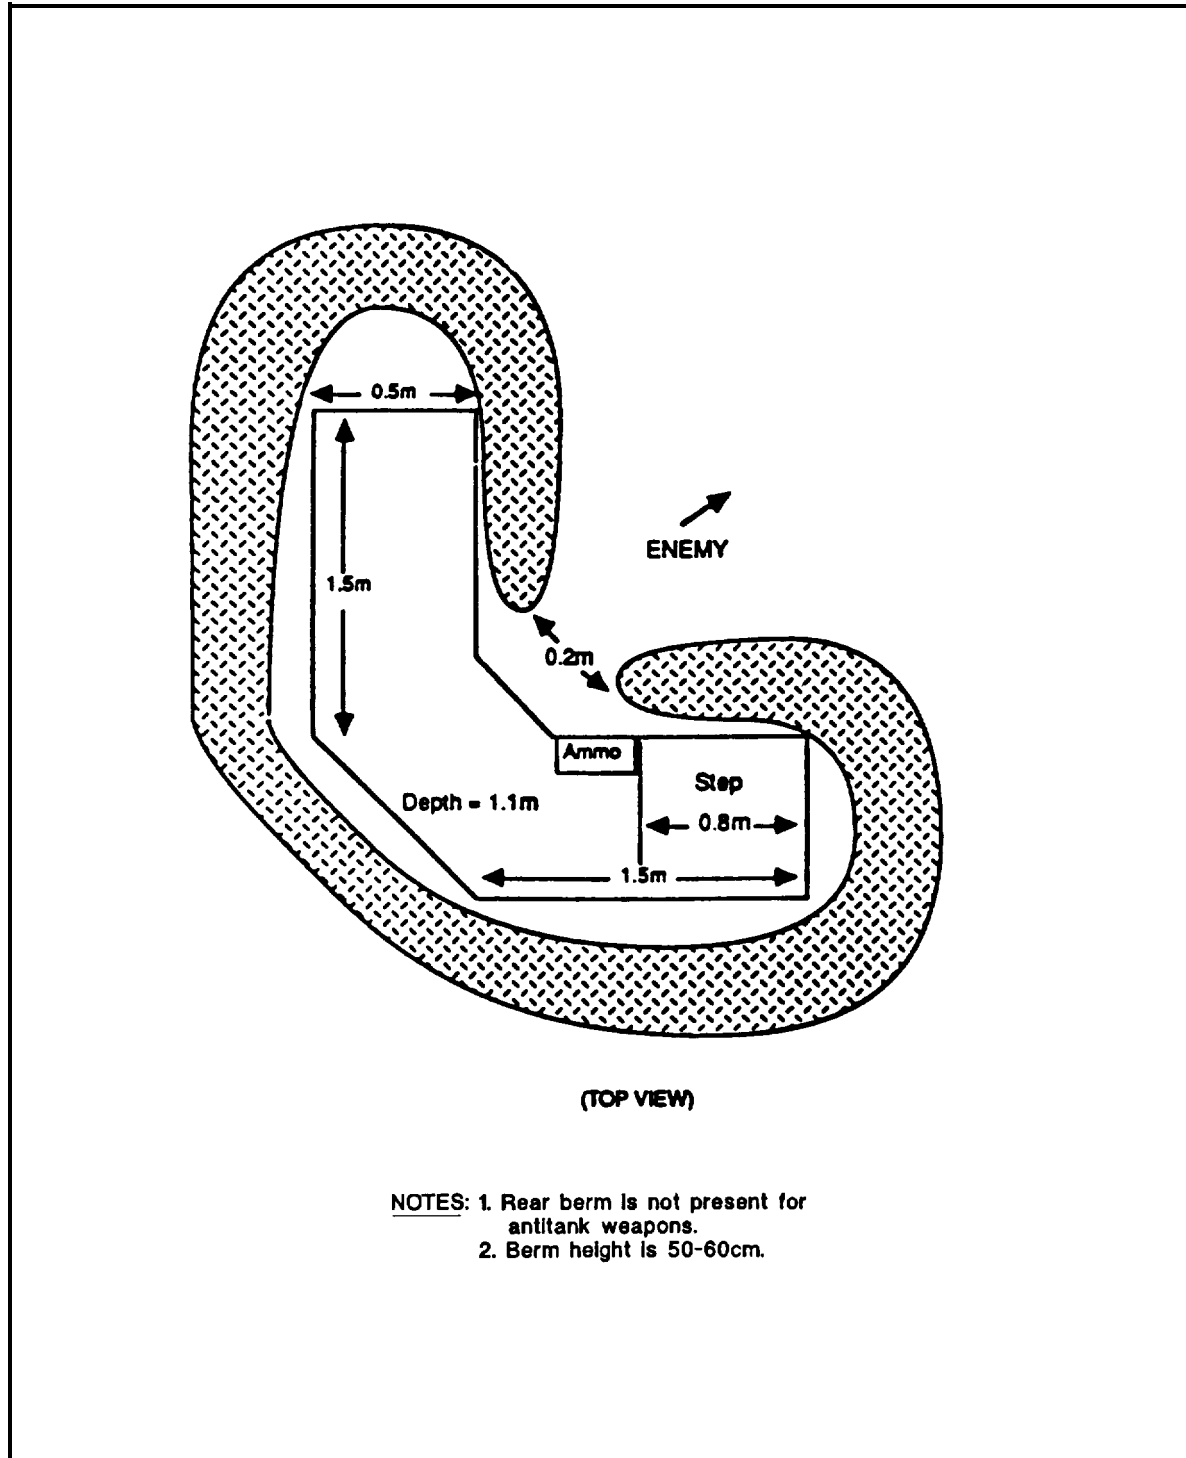 0.5m
1.5m
ENEMY
0.2m
Ammo
Step
Depth = 1.1m
0.8m
1.5m
(TOP VIEW)
NOTES: 1. Rear berm is not present for
antitank weapons.
2. Berm height is 50-60cm.